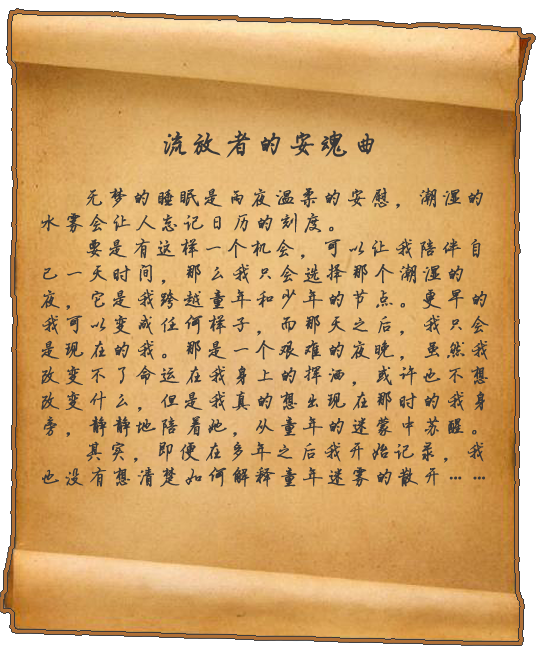 流放者的安魂曲
无梦的睡眠是雨夜温柔的安慰，潮湿的
水雾会让人忘记日历的刻度。
要是有这样一个机会，可以让我陪伴自
己一天时间，那么我只会选择那个潮湿的
夜，它是我跨越童年和少年的节点。更早的
我可以变成任何样子，而那天之后，我只会
是现在的我。那是一个艰难的夜晚，虽然我
改变不了命运在我身上的挥洒，或许也不想
改变什么，但是我真的想出现在那时的我身
旁，静静地陪着她，从童年的迷蒙中苏醒。
其实，即便在多年之后我开始记录，我
也没有想清楚如何解释童年迷雾的散开……